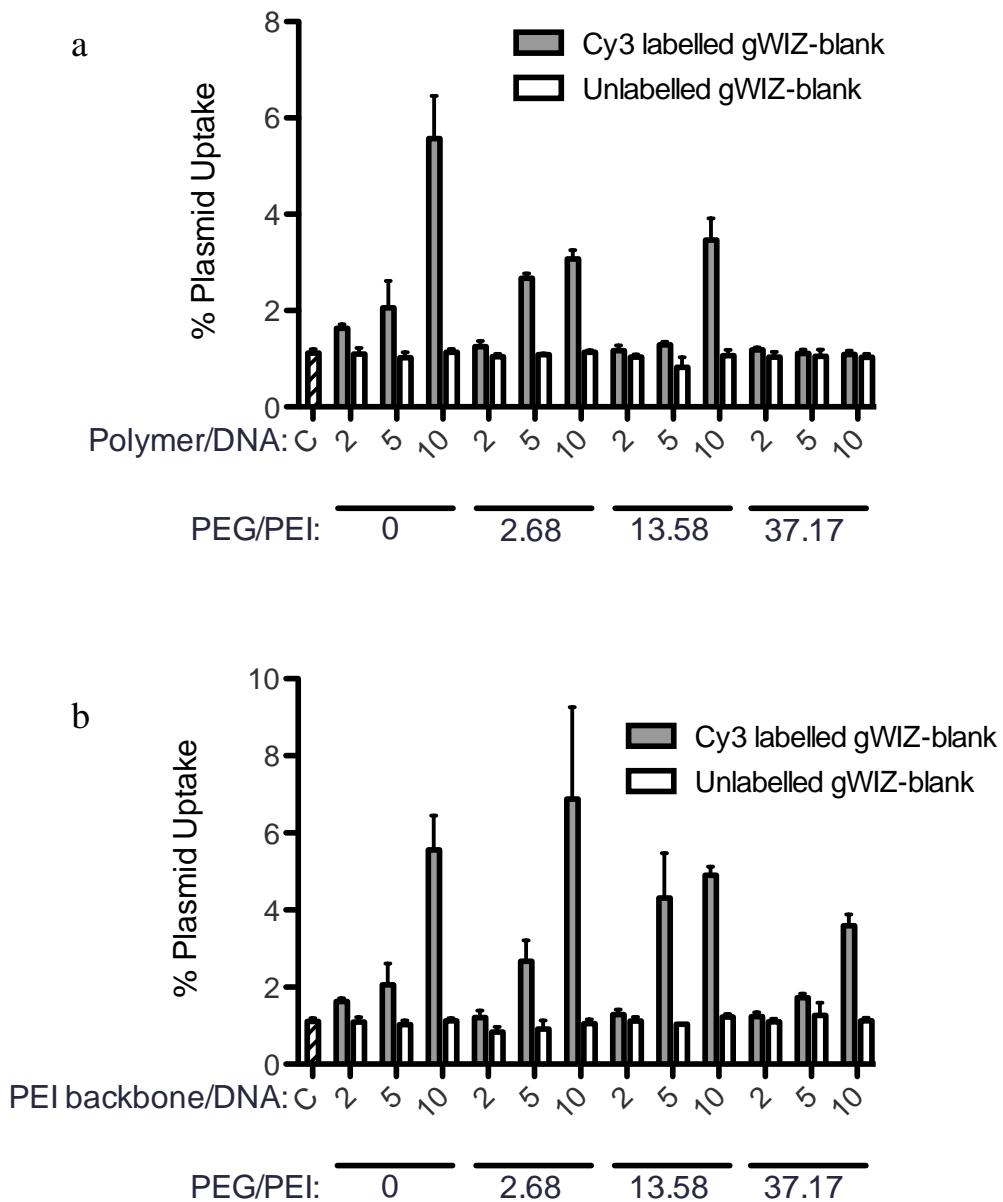 a
8
Cy3 labelled gWIZ-blank
Unlabelled gWIZ-blank
6
4
2
0
% Plasmid Uptake
Polymer/DNA: C 2 5 10 2 5 10 2 5 10 2 5 10
PEG/PEI: 0 2.68 13.58 37.17
b
10
Cy3 labelled gWIZ-blank
Unlabelled gWIZ-blank
8
6
4
2
0
% Plasmid Uptake
PEI backbone/DNA: C 2 5 10 2 5 10 2 5 10 2 5 10
PEG/PEI: 0 2.68 13.58 37.17